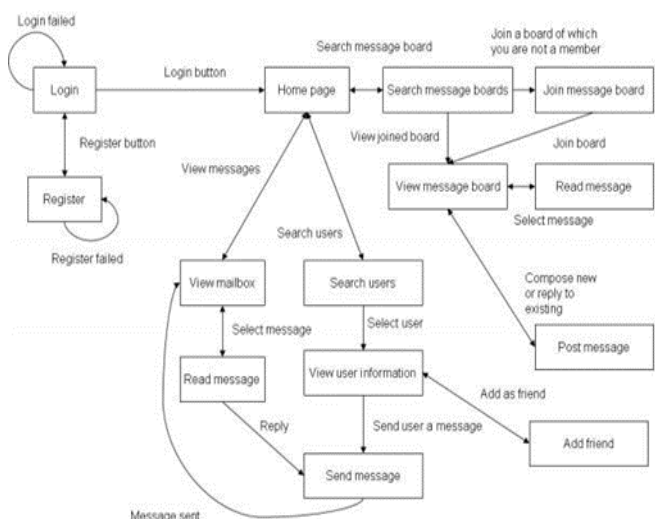 Login failed
Join a board of which
you are not a member
Search message board
Login button
Login
Home page
Search message boards
Join message board
Register button
View joined board
Join board
View messages
Register
View message board
Read message
Select message
Register failed
Search users
View mailbox
Search users
Compose new
or reply to
existing
Select message
Select user
Post message
Read message
View user information
Add as friend
Reply
Send user a message
Add friend
Send message
Message sent